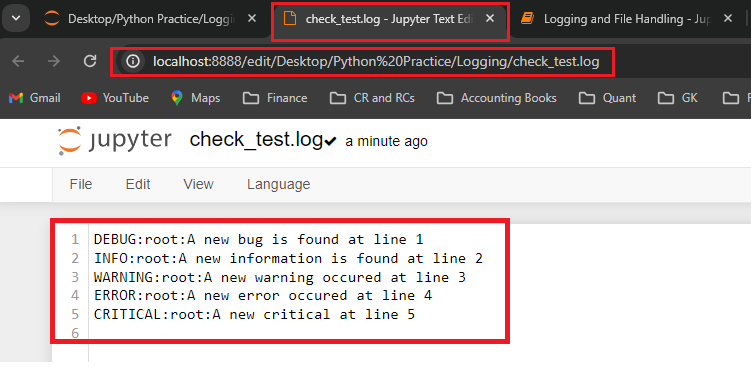 Desktop/Python Practice/Loggi
check_test.log - Jupyter Text Edi
Logging and File Handling - Jup
localhost:8888/edit/Desktop/Python%20Practice/Logging/check_test.log
Gmail YouTube Maps Finance CR and RCs Accounting Books Quant GK
jupyter check_test.log a minute ago
File Edit View Language
1 DEBUG:root:A new bug is found at line 1
2 INFO:root:A new information is found at line 2
3 WARNING:root:A new warning occured at line 3
4 ERROR:root:A new error occured at line 4
5 CRITICAL:root:A new critical at line 5
6